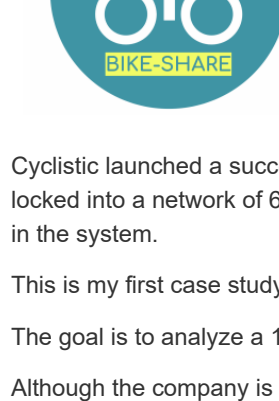 BIKE-SHARE
Cyclistic launched a succ
locked into a network of 6
in the system.
This is my first case study
The goal is to analyze a 1
Although the company is